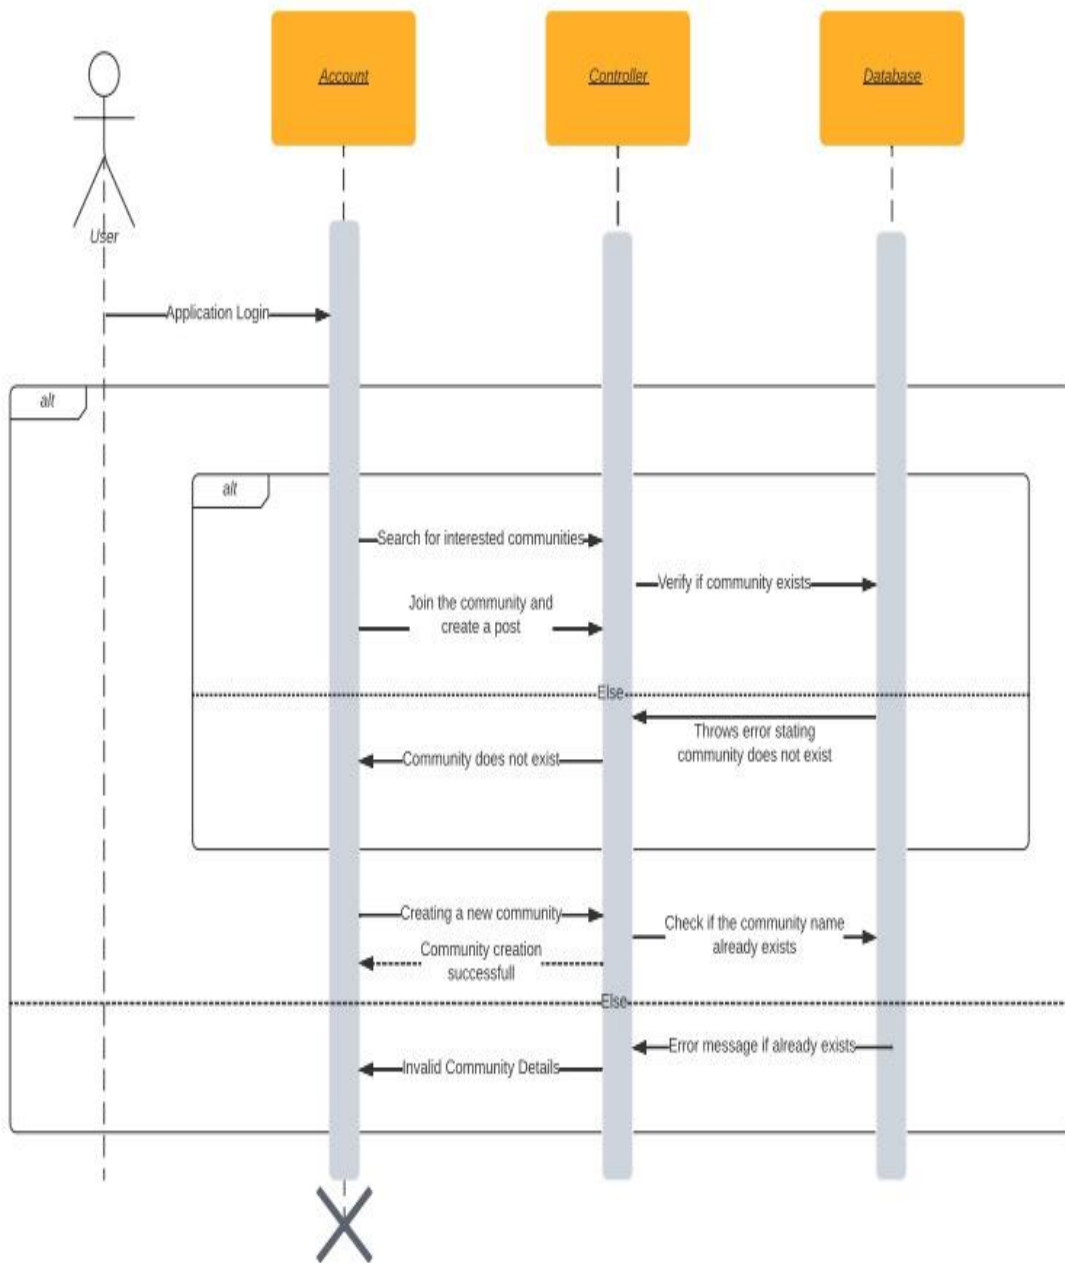 Account
Controller
Database
User
Application Login
alt
alt
Search for interested communities
Verify if community exists
Join the community and
create a post
Else
Throws error stating
community does not exist
Community does not exist
Creating a new community
Check if the community name
already exists
Community creation
successfull
Else
Error message if already exists
Invalid Community Details